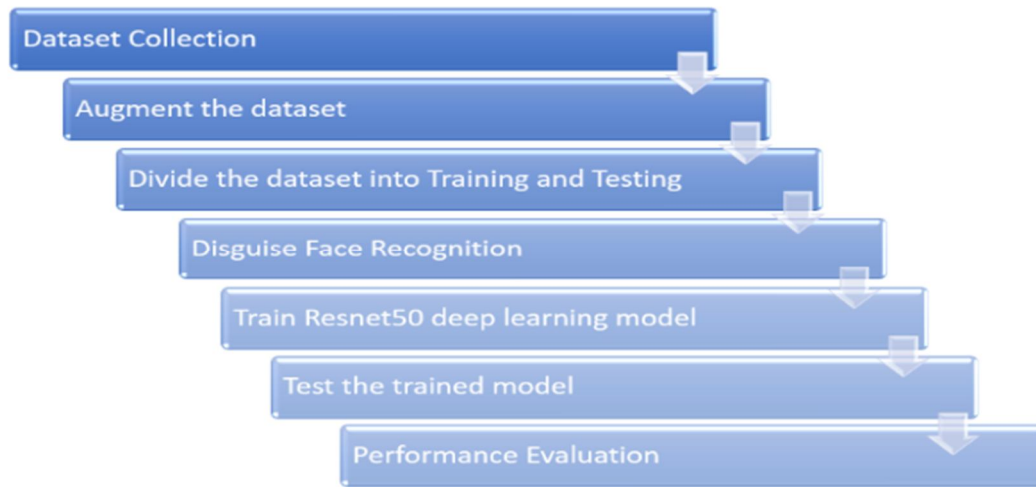 Dataset Collection
Augment the dataset
Divide the dataset into Training and Testing
Disguise Face Recognition
Train Resnet50 deep learning model
Test the trained model
Performance Evaluation